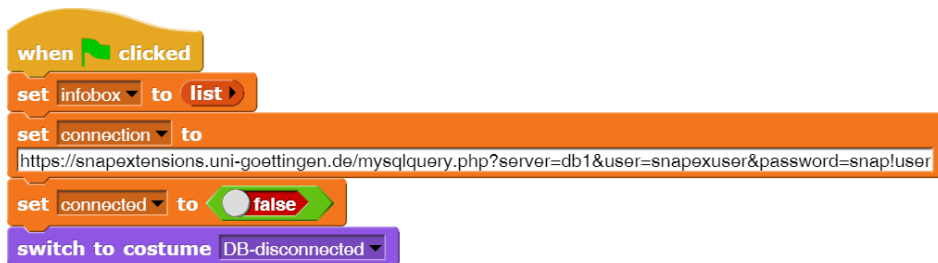 when clicked
set infobox to list
set connection to
https://snapextensions.uni-goettingen.de/mysqlquery.php?server=db1&user=snapexuser&password=snap!user
set connected to false
switch to costume DB-disconnected